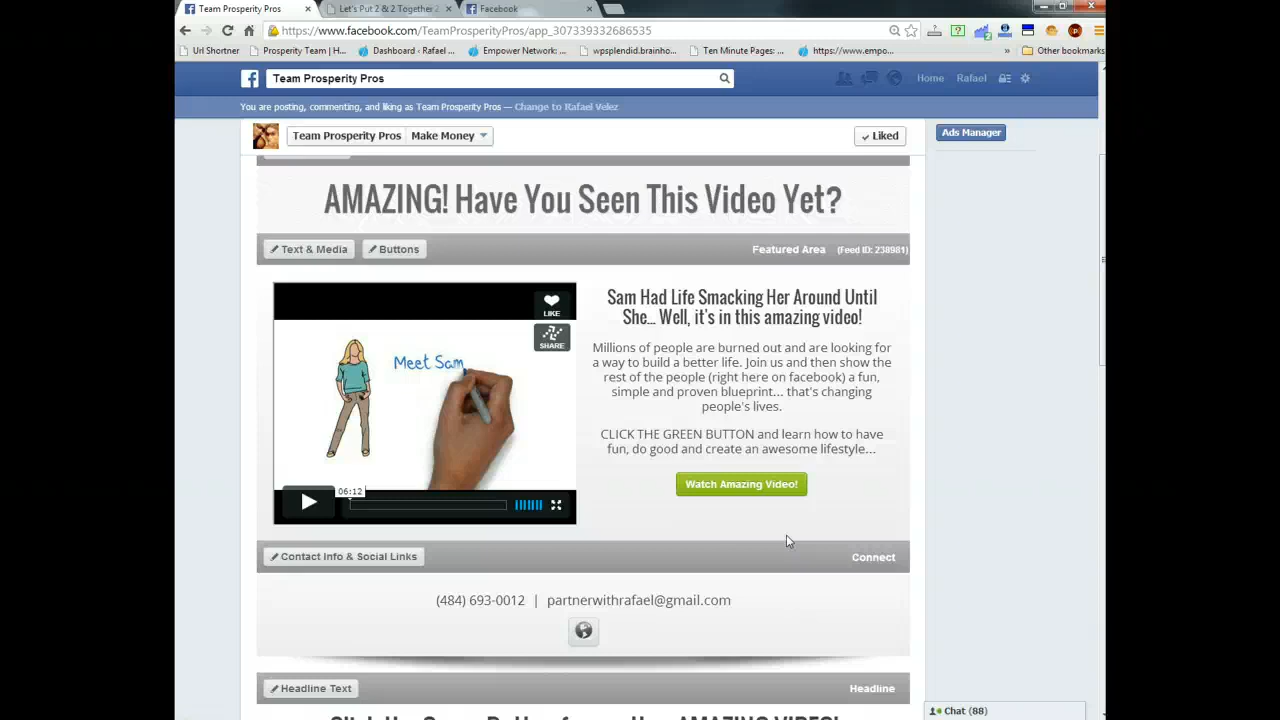 Team Prosperity Pros
Let's Put 2 & 2 Together
Facebook
https://www.facebook.com/TeamProsperityPros/app_307339332686535
Url Shortner
Prosperity Team | H...
Dashboard ‹ Rafael ...
Empower Network: ...
wpsplendid.brainho...
Ten Minute Pages: ...
https://www.empo...
»
Other bookmarks
Team Prosperity Pros
Home
Rafael
You are posting, commenting, and liking as Team Prosperity Pros — Change to Rafael Velez
Team Prosperity Pros
Make Money
Liked
Ads Manager
AMAZING! Have You Seen This Video Yet?
Text & Media
Buttons
Featured Area
(Feed ID: 238981)
LIKE
SHARE
Meet Sam
06:12
Sam Had Life Smacking Her Around Until
She... Well, it's in this amazing video!
Millions of people are burned out and are looking for
a way to build a better life. Join us and then show the
rest of the people (right here on facebook) a fun,
simple and proven blueprint... that's changing
people's lives.
CLICK THE GREEN BUTTON and learn how to have
fun, do good and create an awesome lifestyle...
Watch Amazing Video!
Contact Info & Social Links
Connect
(484) 693-0012 | partnerwithrafael@gmail.com
Headline Text
Headline
AMAZING VIDEO!
Chat (88)